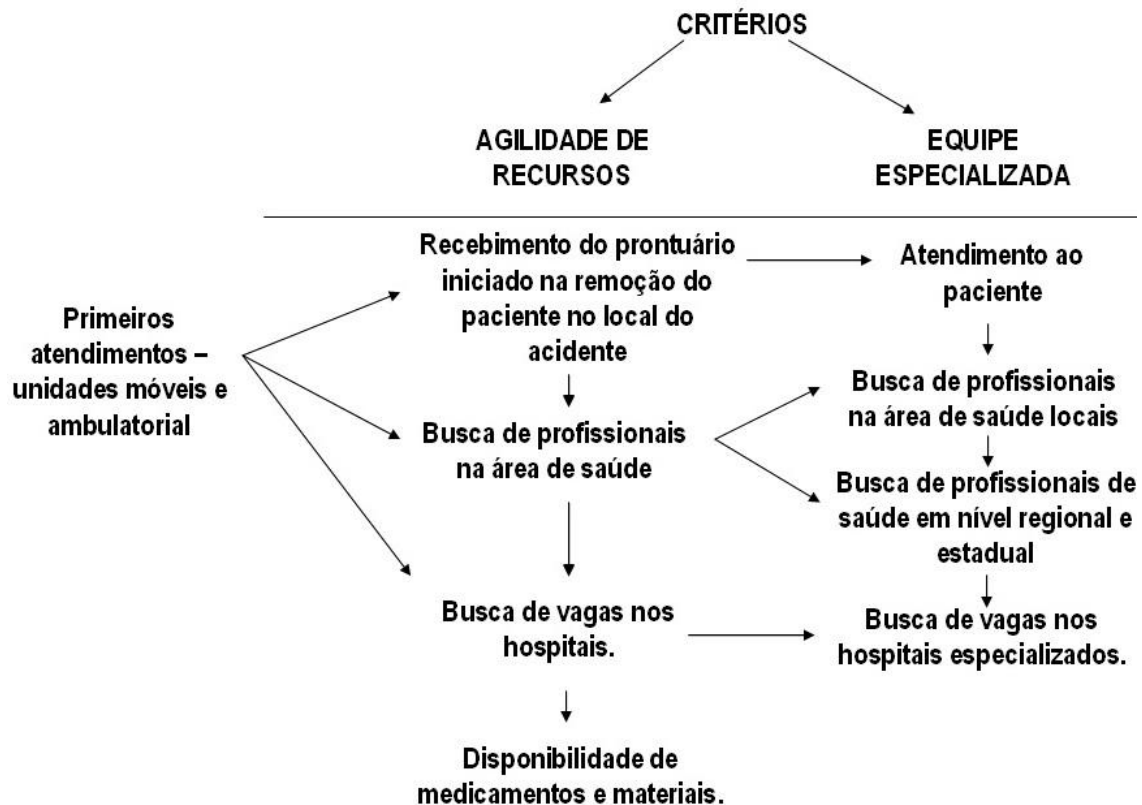 CRITÉRIOS
AGILIDADE DE
RECURSOS
EQUIPE
ESPECIALIZADA
Primeiros
atendimentos –
unidades móveis e
ambulatorial
Recebimento do prontuário
iniciado na remoção do
paciente no local do
acidente
Atendimento ao
paciente
Busca de profissionais
na área de saúde
Busca de profissionais
na área de saúde locais
Busca de profissionais de
saúde em nível regional e
estadual
Busca de vagas nos
hospitais.
Busca de vagas nos
hospitais especializados.
Disponibilidade de
medicamentos e materiais.